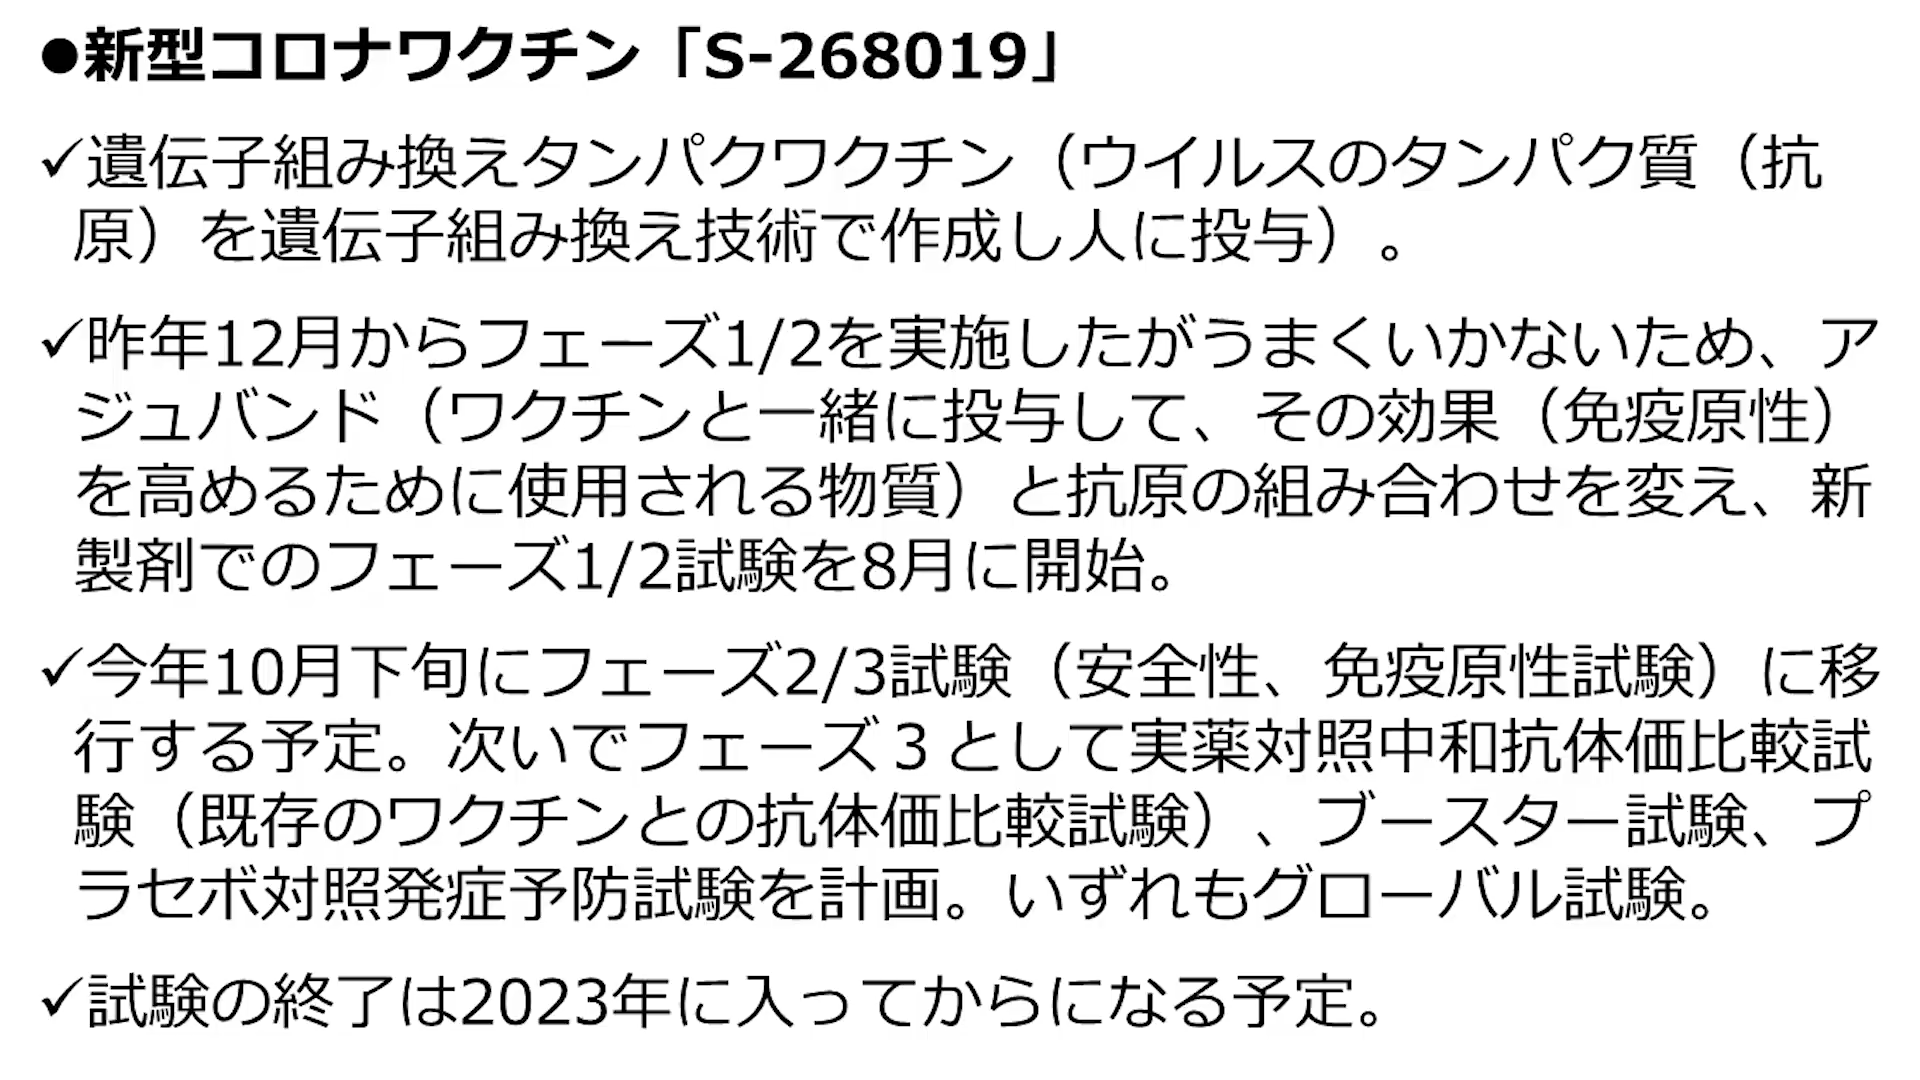 ●新型コロナワクチン「S-268019」
✓遺伝子組み換えタンパクワクチン（ウイルスのタンパク質（抗
原）を遺伝子組み換え技術で作成し人に投与）。
✓昨年12月からフェーズ1/2を実施したがうまくいかないため、ア
ジュバンド（ワクチンと一緒に投与して、その効果（免疫原性）
を高めるために使用される物質）と抗原の組み合わせを変え、新
製剤でのフェーズ1/2試験を8月に開始。
✓今年10月下旬にフェーズ2/3試験（安全性、免疫原性試験）に移
行する予定。次いでフェーズ３として実薬対照中和抗体価比較試
験（既存のワクチンとの抗体価比較試験）、ブースター試験、プ
ラセボ対照発症予防試験を計画。いずれもグローバル試験。
✓試験の終了は2023年に入ってからになる予定。